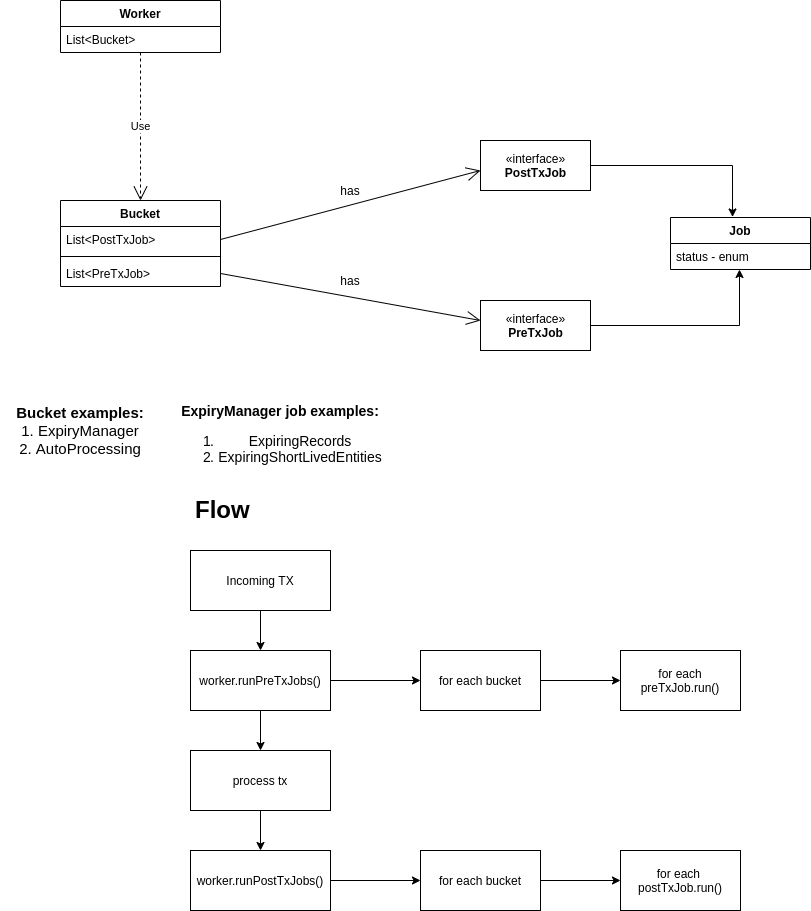 Worker
List<Bucket>
Use
Bucket
List<PostTxJob>
List<PreTxJob>
has
has
«interface»
PostTxJob
«interface»
PreTxJob
Job
status - enum
Bucket examples:
1. ExpiryManager
2. AutoProcessing
ExpiryManager job examples:
1. ExpiringRecords
2. ExpiringShortLivedEntities
Flow
Incoming TX
worker.runPreTxJobs()
for each bucket
for each
preTxJob.run()
process tx
worker.runPostTxJobs()
for each bucket
for each
postTxJob.run()